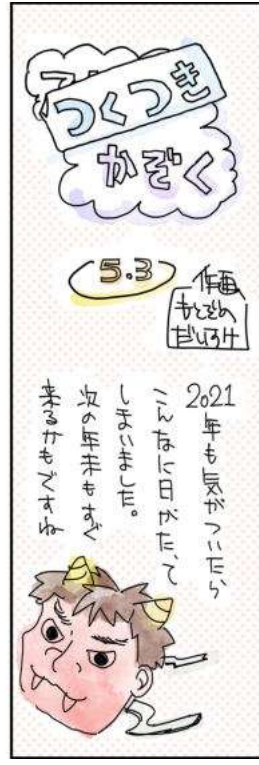 つくつき
かぞく
5.3
作画
もとぞの
だいすけ
2021年も気がついたら
こんなに日がたって
しまいました。
次の年末もすぐ
来るかもですね